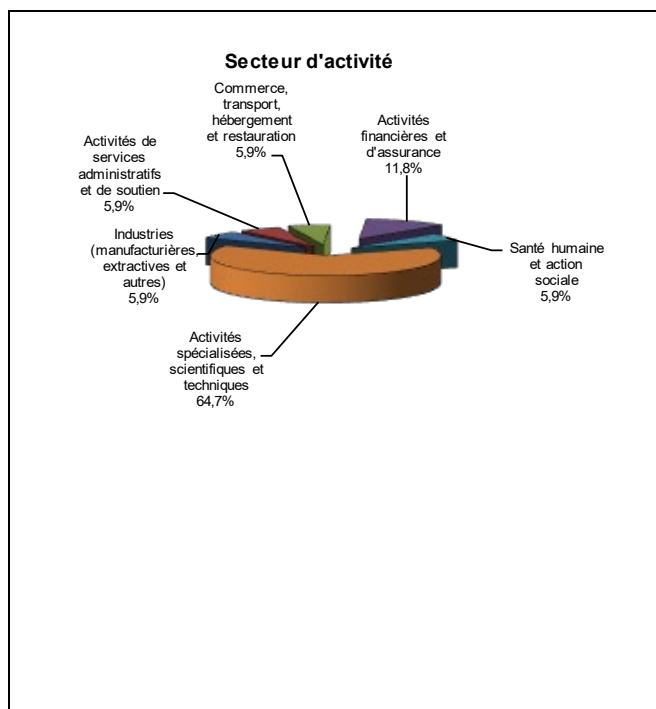 Secteur d'activité
Commerce,
transport,
hébergement
et restauration
5,9%
Activités
financières et
d'assurance
11,8%
Activités de
services
administratifs
et de soutien
5,9%
Industries
(manufacturières,
extractives et
autres)
5,9%
Santé humaine
et action
sociale
5,9%
Activités
spécialisées,
scientifiques et
techniques
64,7%